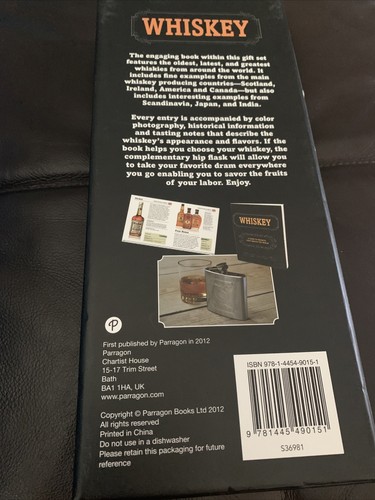 WHISKEY
The engaging book within this gift set
features the oldest, latest, and greatest
whiskies from around the world. It
includes fine examples from the main
whiskey producing countries—Scotland,
Ireland, America and Canada—but also
includes interesting examples from
Scandinavia, Japan, and India.
Every entry is accompanied by color
photography, historical information
and tasting notes that describe the
whiskey's appearance and flavors. If the
book helps you choose your whiskey, the
complementary hip flask will allow you
to take your favorite dram everywhere
you go enabling you to savor the fruits
of your labor. Enjoy.
WHISKEY
P
First published by Parragon in 2012
Parragon
Chartist House
15-17 Trim Street
Bath
BA1 1HA, UK
www.parragon.com
Copyright © Parragon Books Ltd 2012
All rights reserved
Printed in China
Do not use in a dishwasher
Please retain this packaging for future
reference
ISBN 978-1-4454-9015-1
9 781445 490151
S36981